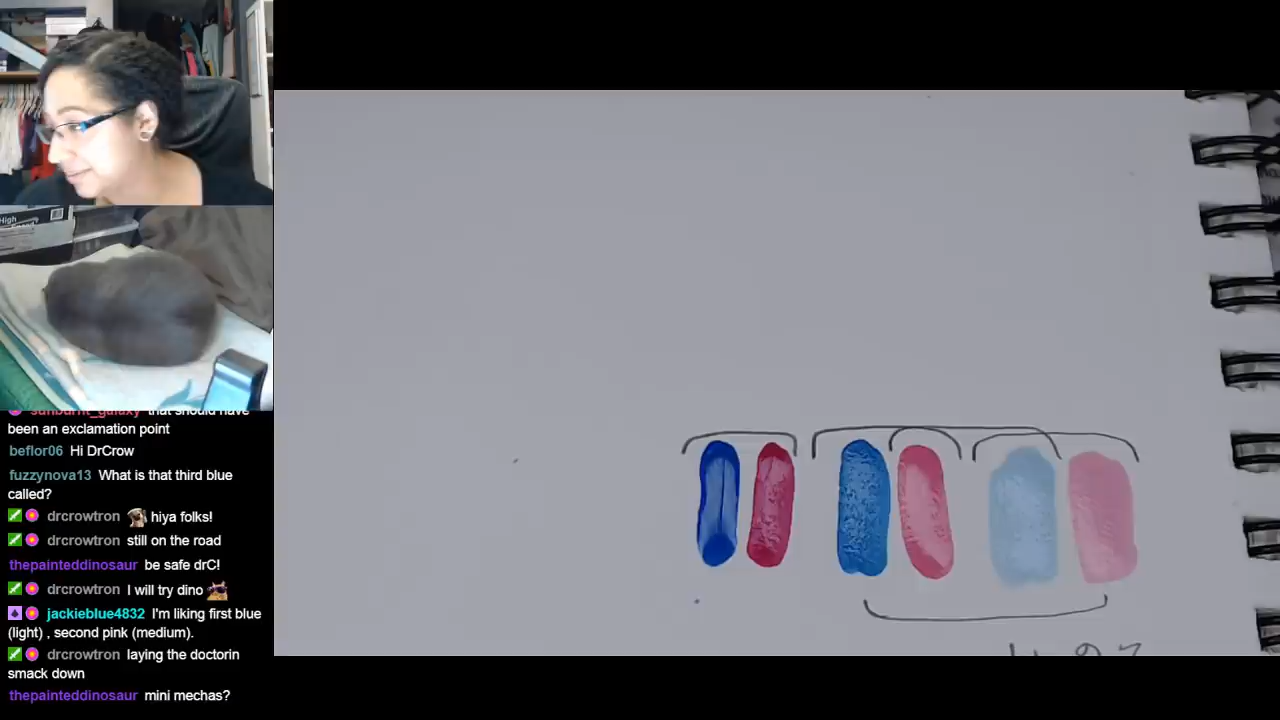 High
sunburnt_galaxy that should have
been an exclamation point
beflor06 Hi DrCrow
fuzzynova13 What is that third blue
called?
drcrowtron hiya folks!
drcrowtron still on the road
thepainteddinosaur be safe drC!
drcrowtron I will try dino
jackieblue4832 I'm liking first blue
(light) , second pink (medium).
drcrowtron laying the doctorin
smack down
thepainteddinosaur mini mechas?